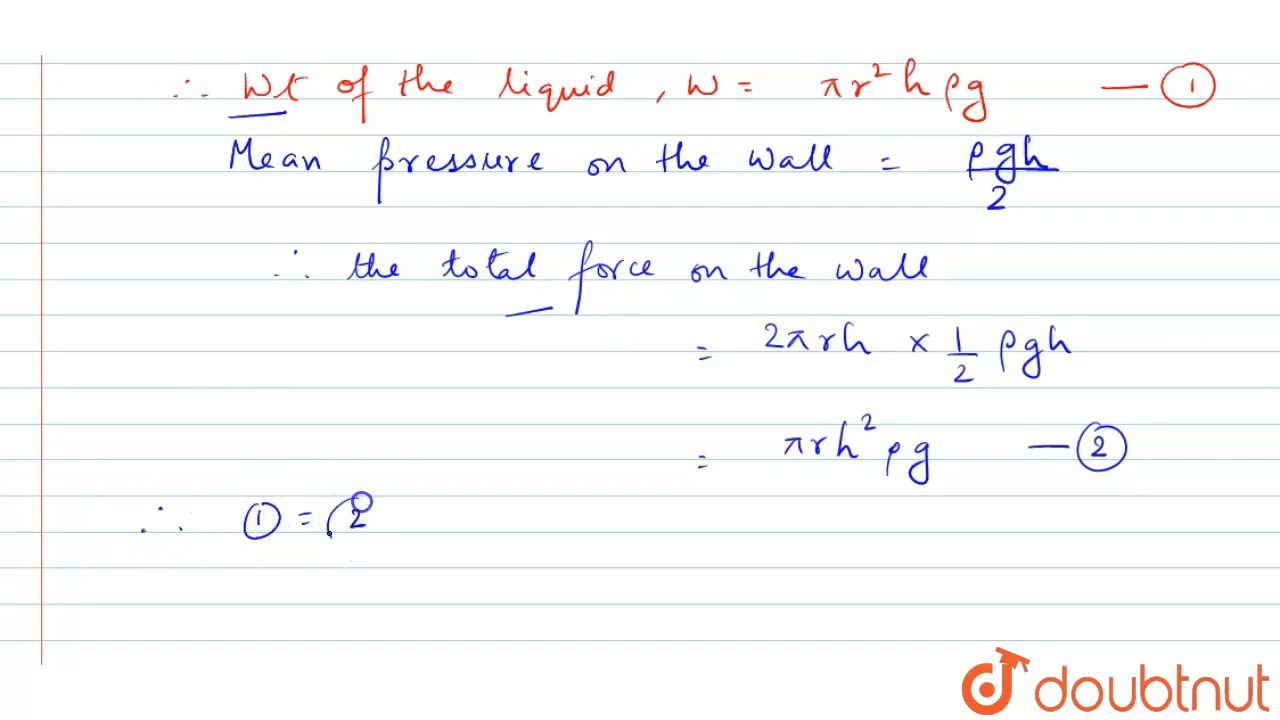 ∴ Wt of the liquid, W = πr²hρg — ①
Mean pressure on the wall = ρgh/2
∴ the total force on the wall
= 2πrh × 1/2 ρgh
= πrh²ρg — ②
∴ ① = 2
doubtnut